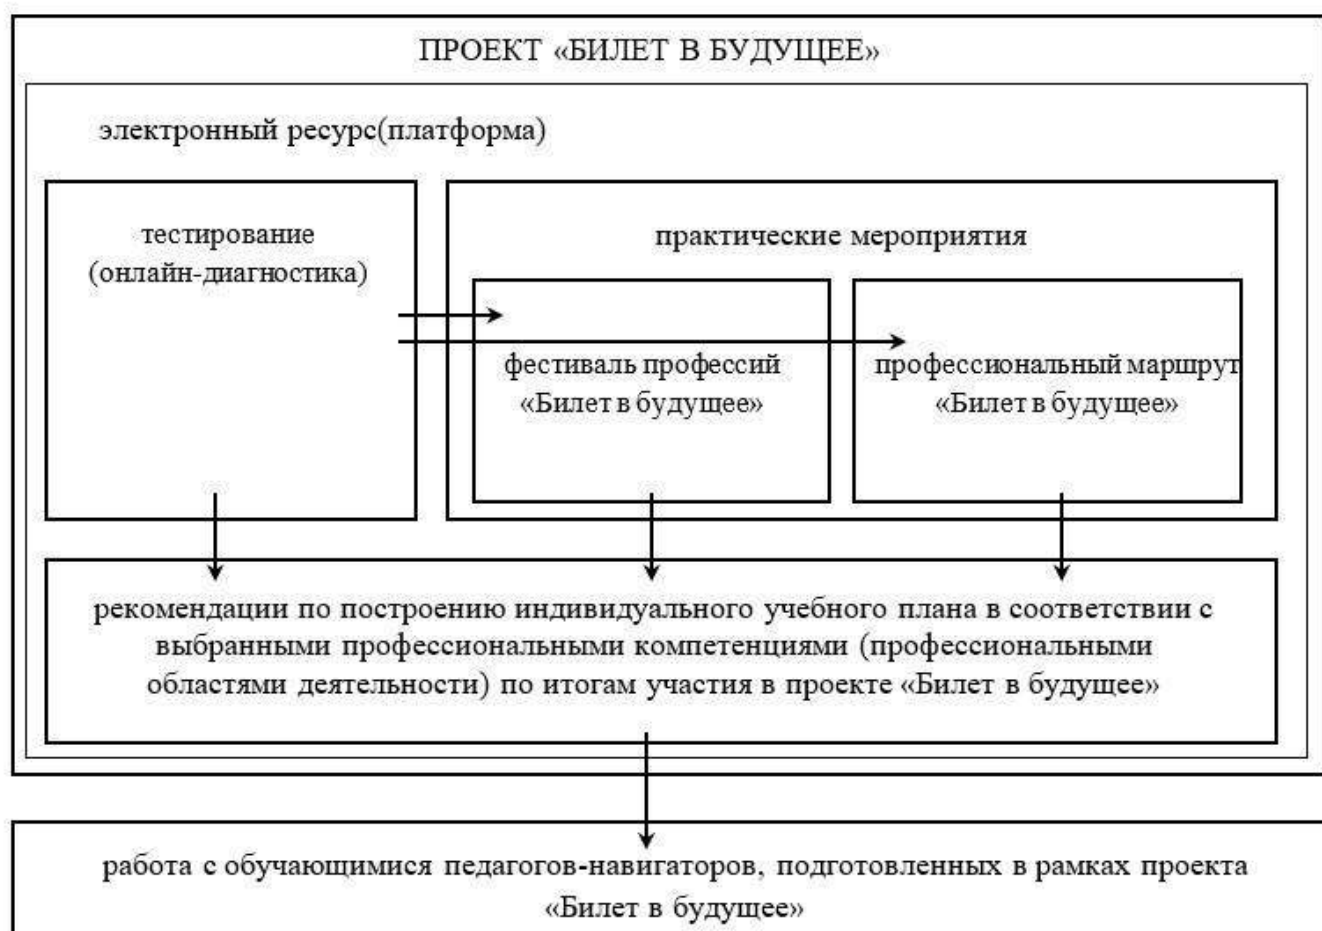 ПРОЕКТ «БИЛЕТ В БУДУЩЕЕ»
электронный ресурс(платформа)
тестирование
(онлайн-диагностика)
практические мероприятия
фестиваль профессий
«Билет в будущее»
профессиональный маршрут
«Билет в будущее»
рекомендации по построению индивидуального учебного плана в соответствии с
выбранными профессиональными компетенциями (профессиональными
областями деятельности) по итогам участия в проекте «Билет в будущее»
работа с обучающимися педагогов-навигаторов, подготовленных в рамках проекта
«Билет в будущее»